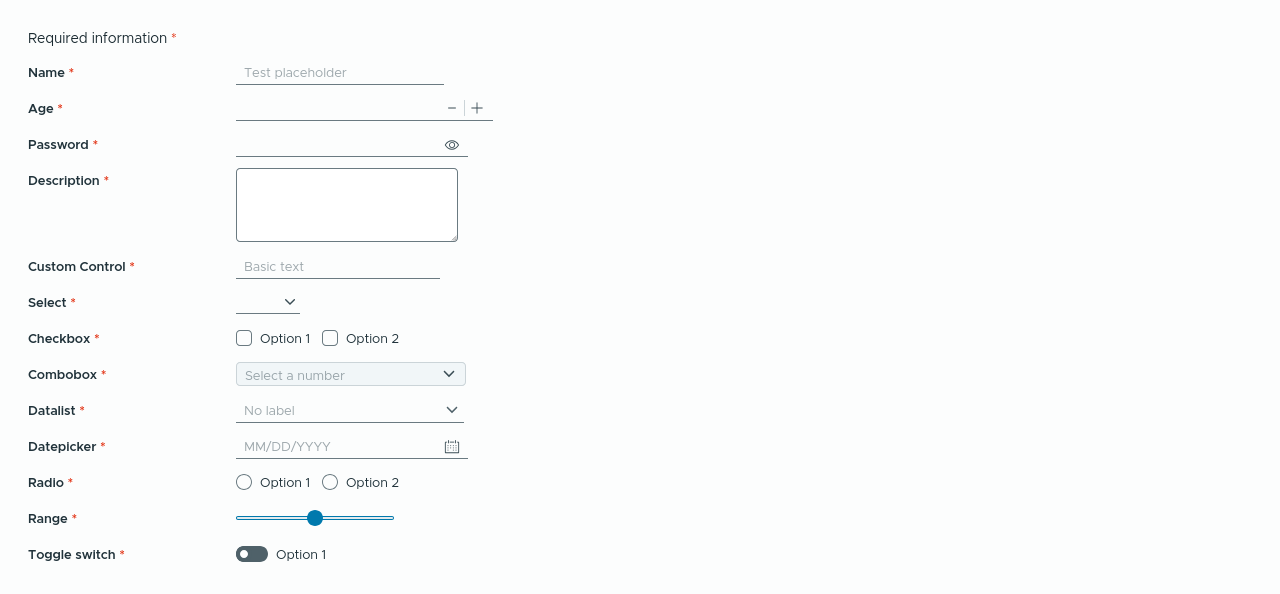 Required information *
Name * Test placeholder
Age *
Password *
Description *
Custom Control * Basic text
Select *
Checkbox * Option 1 Option 2
Combobox * Select a number
Datalist * No label
Datepicker * MM/DD/YYYY
Radio * Option 1 Option 2
Range *
Toggle switch * Option 1